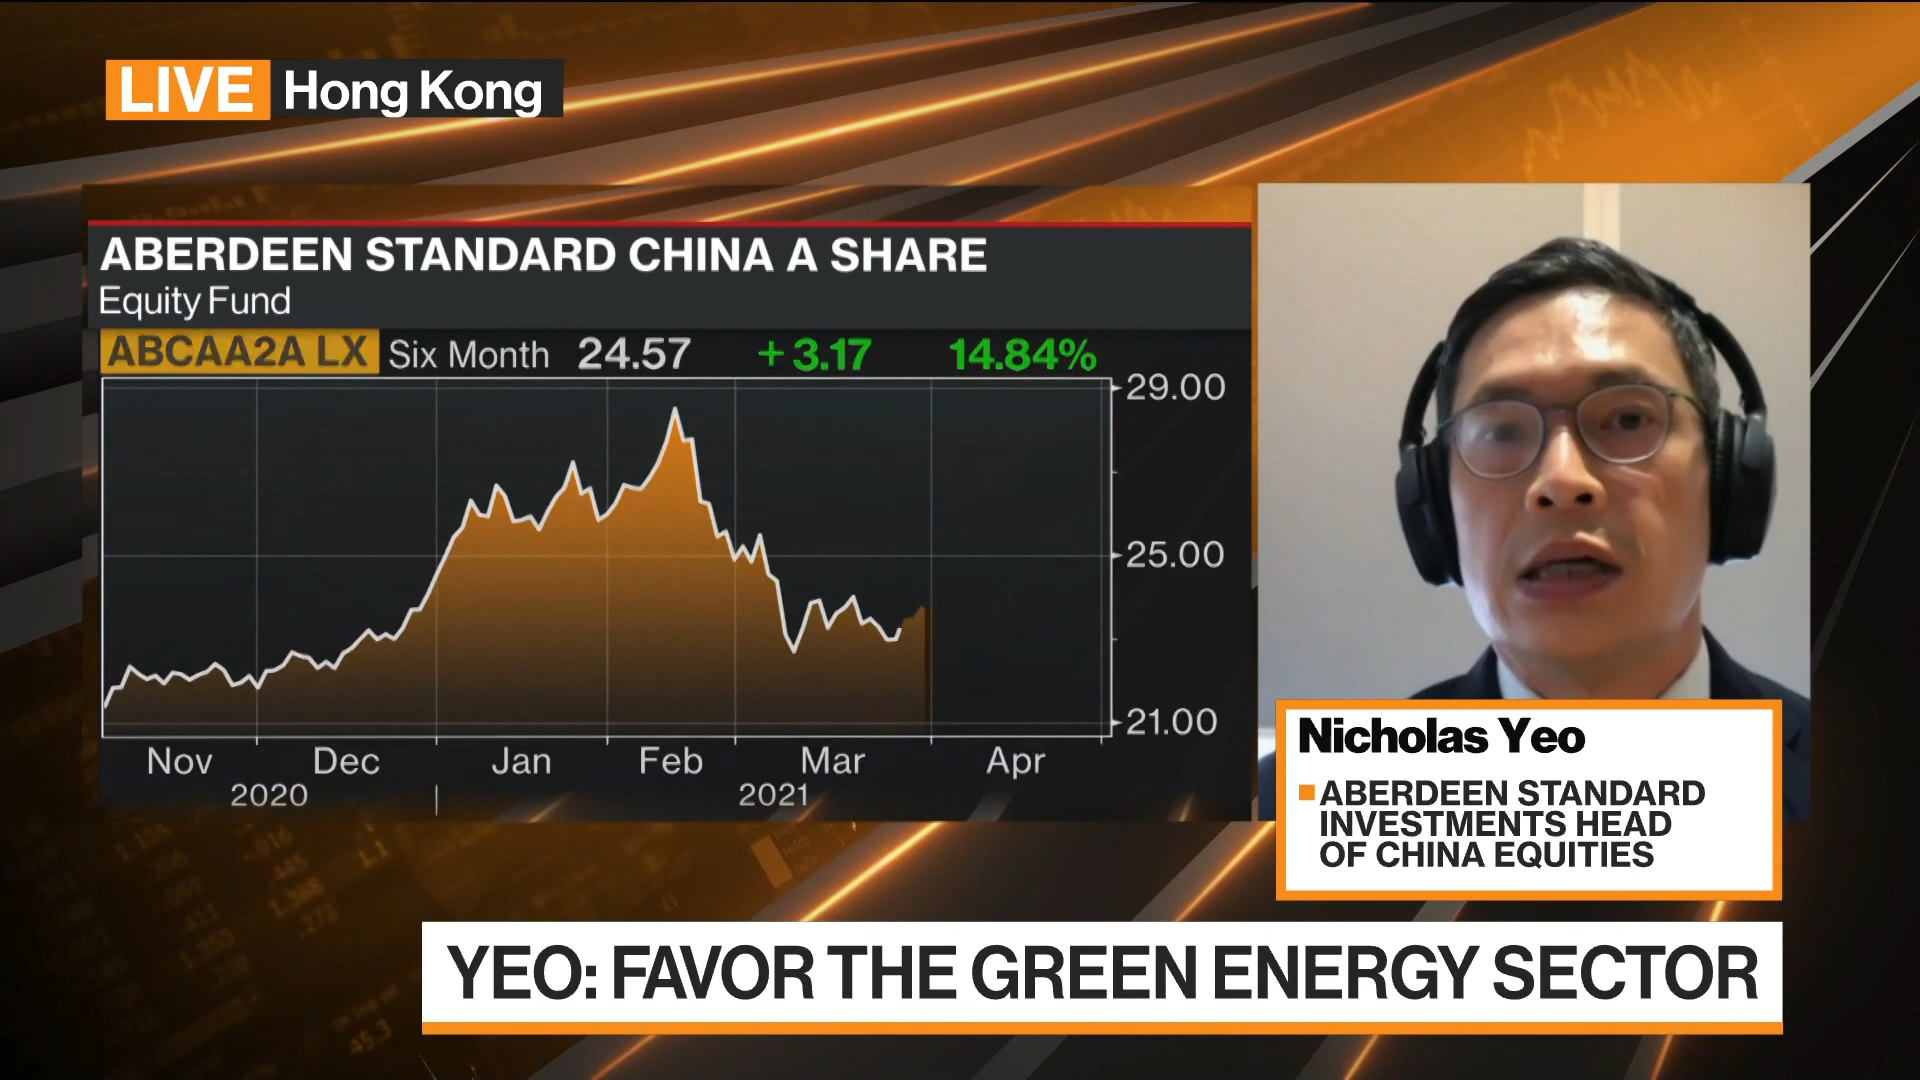 LIVE Hong Kong
ABERDEEN STANDARD CHINA A SHARE
Equity Fund
ABCAA2A LX Six Month 24.57 +3.17 14.84%
29.00
25.00
21.00
Nov Dec Jan Feb Mar Apr
2020 2021
Nicholas Yeo
ABERDEEN STANDARD
INVESTMENTS HEAD
OF CHINA EQUITIES
YEO: FAVOR THE GREEN ENERGY SECTOR